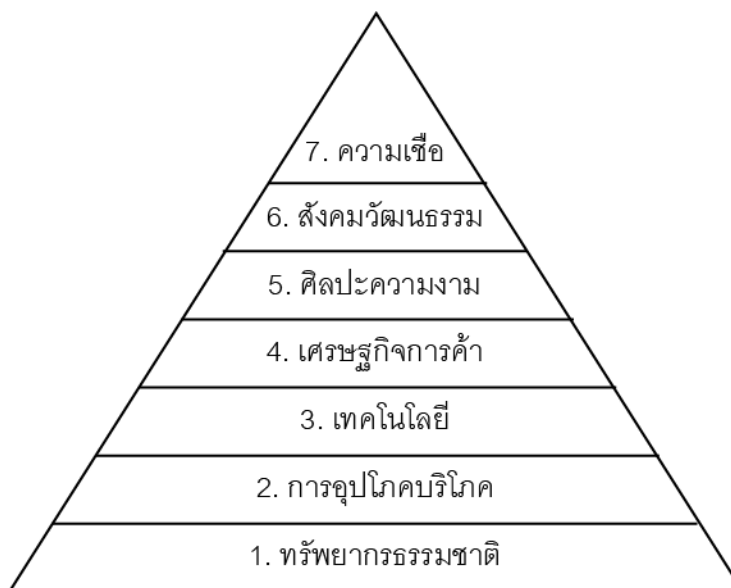 7. ความเชื่อ
6. สังคมวัฒนธรรม
5. ศิลปะความงาม
4. เศรษฐกิจการค้า
3. เทคโนโลยี
2. การอุปโภคบริโภค
1. ทรัพยากรธรรมชาติ